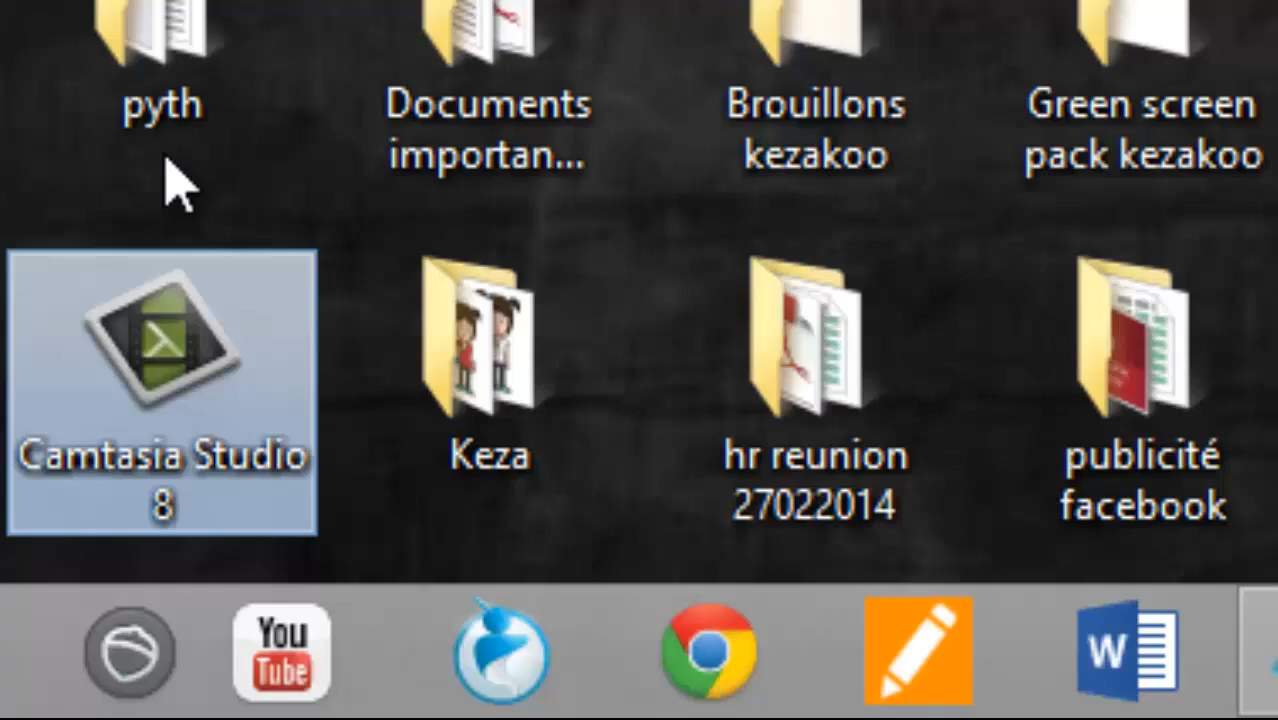 pyth
Documents
importan...
Brouillons
kezakoo
Green screen
pack kezakoo
Camtasia Studio
8
Keza
hr reunion
27022014
publicité
facebook
You
Tube
W